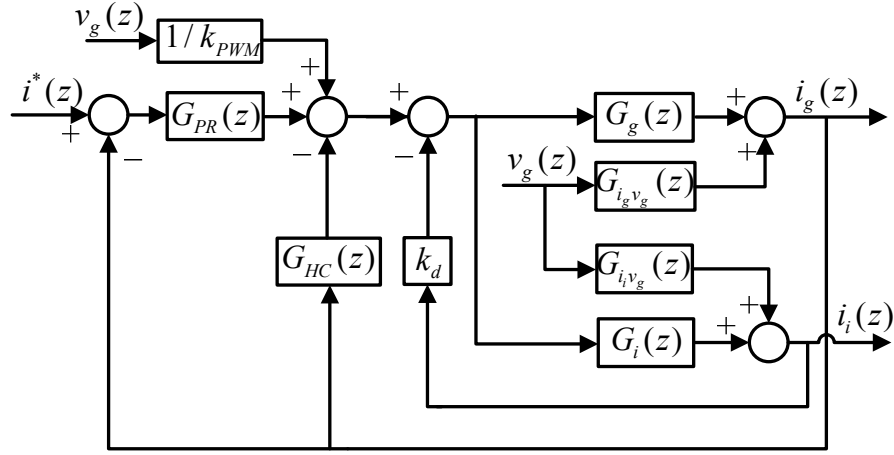 v_g(z)
1 / k_PWM
+
i*(z)
+
−
G_PR(z)
+
−
+
−
G_g(z)
+
+
i_g(z)
v_g(z)
G_{i_g v_g}(z)
G_HC(z)
k_d
G_{i_i v_g}(z)
+
+
G_i(z)
i_i(z)